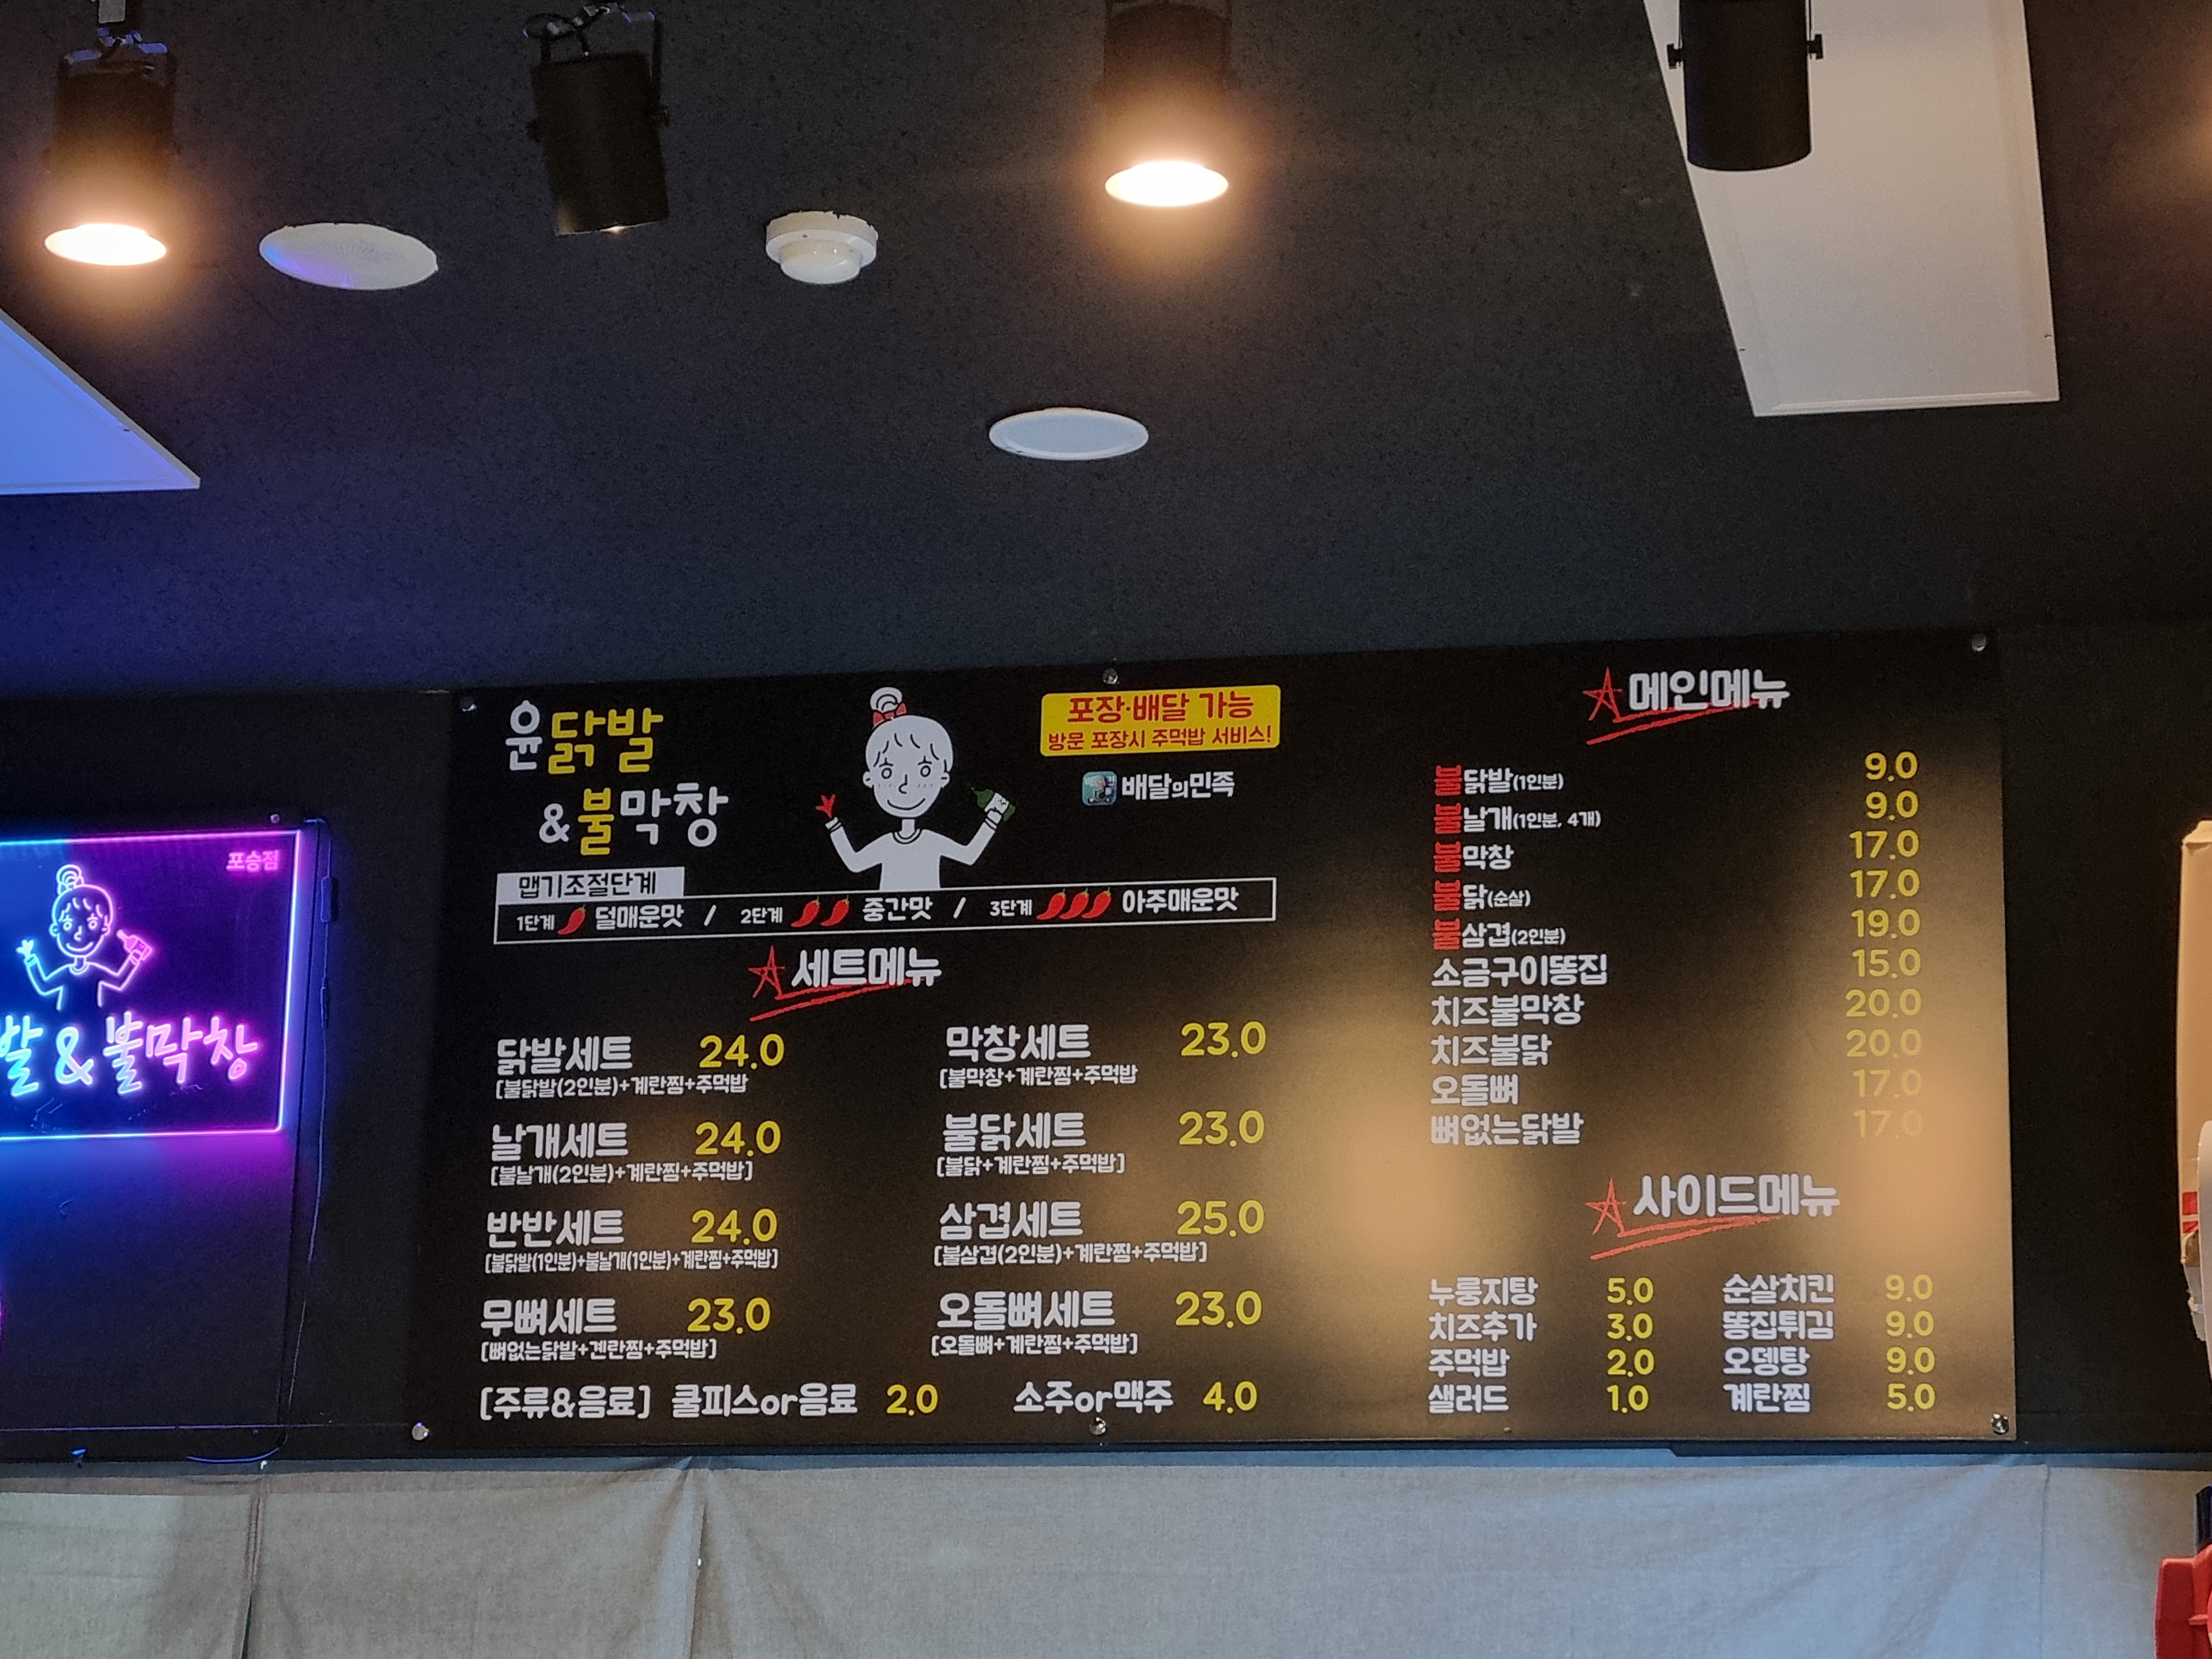 포승점
발 & 불막창
윤닭발
&불막창
포장·배달 가능
방문 포장시 주먹밥 서비스!
배달의민족
맵기조절단계
1단계 덜매운맛 / 2단계 중간맛 / 3단계 아주매운맛
세트메뉴
닭발세트 24.0
[불닭발(2인분)+계란찜+주먹밥
날개세트 24.0
[불날개(2인분)+계란찜+주먹밥]
반반세트 24.0
[불닭발(1인분)+불날개(1인분)+계란찜+주먹밥]
무뼈세트 23.0
[뼈없는닭발+곈란찜+주먹밥]
막창세트 23.0
[불막창+계란찜+주먹밥
불닭세트 23.0
[불닭+계란찜+주먹밥]
삼겹세트 25.0
[불삼겹(2인분)+계란찜+주먹밥]
오돌뼈세트 23.0
[오돌뼈+계란찜+주먹밥]
[주류&음료] 쿨피스or음료 2.0 소주or맥주 4.0
메인메뉴
불닭발(1인분) 9.0
불날개(1인분, 4개) 9.0
불막창 17.0
불닭(순살) 17.0
불삼겹(2인분) 19.0
소금구이똥집 15.0
치즈불막창 20.0
치즈불닭 20.0
오돌뼈 17.0
뼈없는닭발 17.0
사이드메뉴
누룽지탕 5.0 순살치킨 9.0
치즈추가 3.0 똥집튀김 9.0
주먹밥 2.0 오뎅탕 9.0
샐러드 1.0 계란찜 5.0